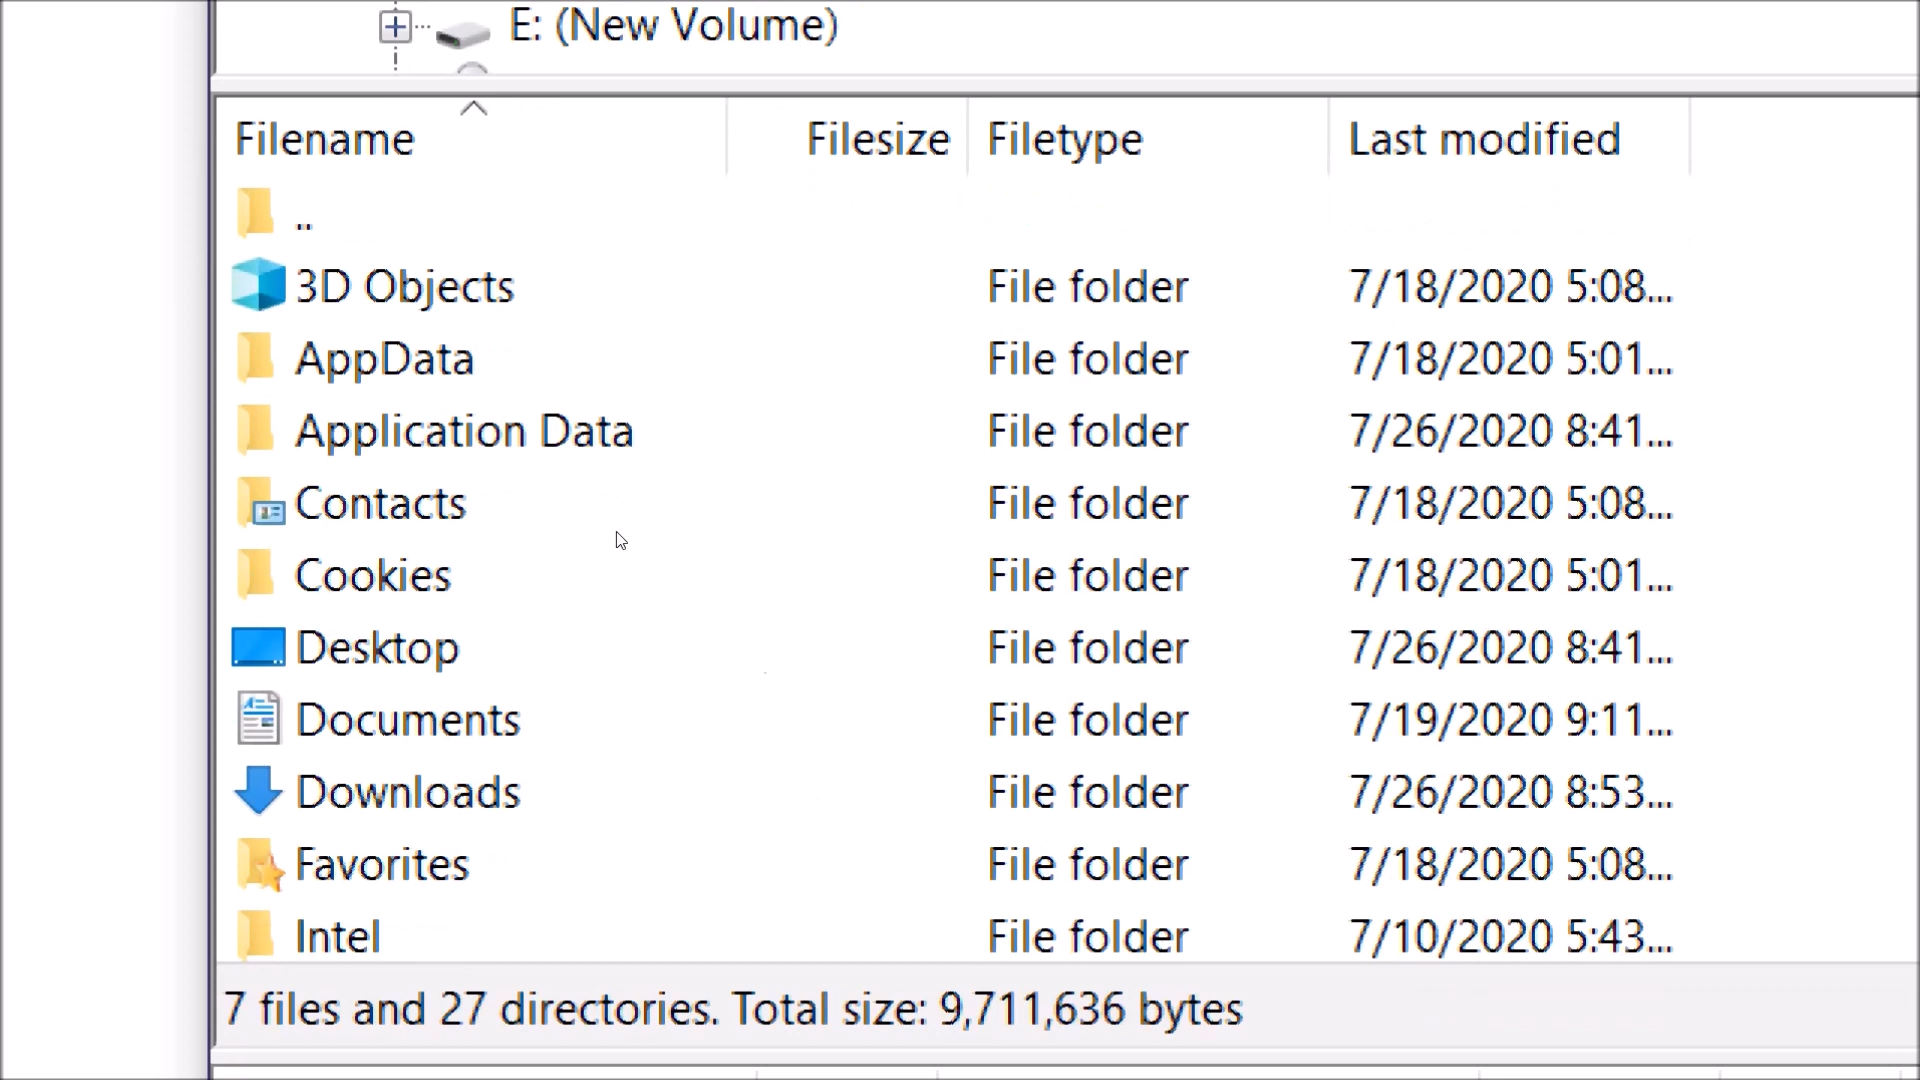 E: (New Volume)
Filename Filesize Filetype Last modified
..
3D Objects File folder 7/18/2020 5:08...
AppData File folder 7/18/2020 5:01...
Application Data File folder 7/26/2020 8:41...
Contacts File folder 7/18/2020 5:08...
Cookies File folder 7/18/2020 5:01...
Desktop File folder 7/26/2020 8:41...
Documents File folder 7/19/2020 9:11...
Downloads File folder 7/26/2020 8:53...
Favorites File folder 7/18/2020 5:08...
Intel File folder 7/10/2020 5:43...
7 files and 27 directories. Total size: 9,711,636 bytes